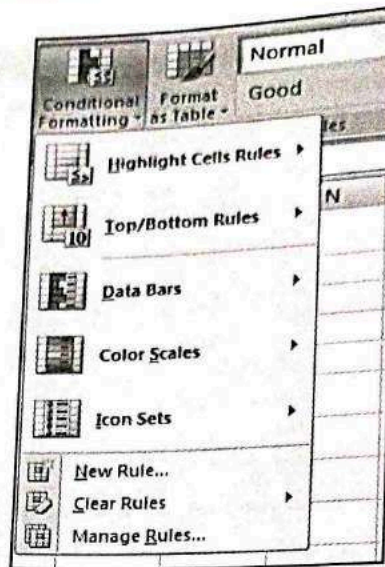 Normal
Conditional Formatting
Format as Table
Good
Highlight Cells Rules
N
Top/Bottom Rules
10
Data Bars
Color Scales
Icon Sets
New Rule...
Clear Rules
Manage Rules...